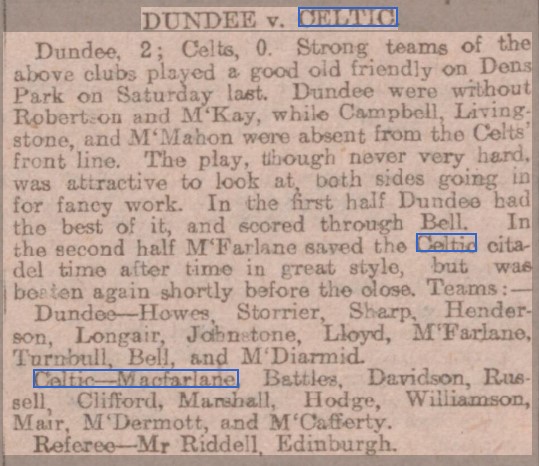 DUNDEE v. CELTIC.
Dundee, 2; Celts, 0. Strong teams of the
above clubs played a good old friendly on Dens
Park on Saturday last. Dundee were without
Robertson and M'Kay, while Campbell, Living-
stone, and M'Mahon were absent from the Celts'
front line. The play, though never very hard,
was attractive to look at, both sides going in
for fancy work. In the first half Dundee had
the best of it, and scored through Bell. In
the second half M'Farlane saved the Celtic cita-
del time after time in great style, but was
beaten again shortly before the close. Teams:—
Dundee—Howes, Storrier, Sharp, Hender-
son, Longair, Johnstone, Lloyd, M'Farlane,
Turnbull, Bell, and M'Diarmid.
Celtic—Macfarlane, Battles, Davidson, Rus-
sell, Clifford, Marshall, Hodge, Williamson,
Mair, M'Dermott, and M'Cafferty.
Referee—Mr Riddell, Edinburgh.